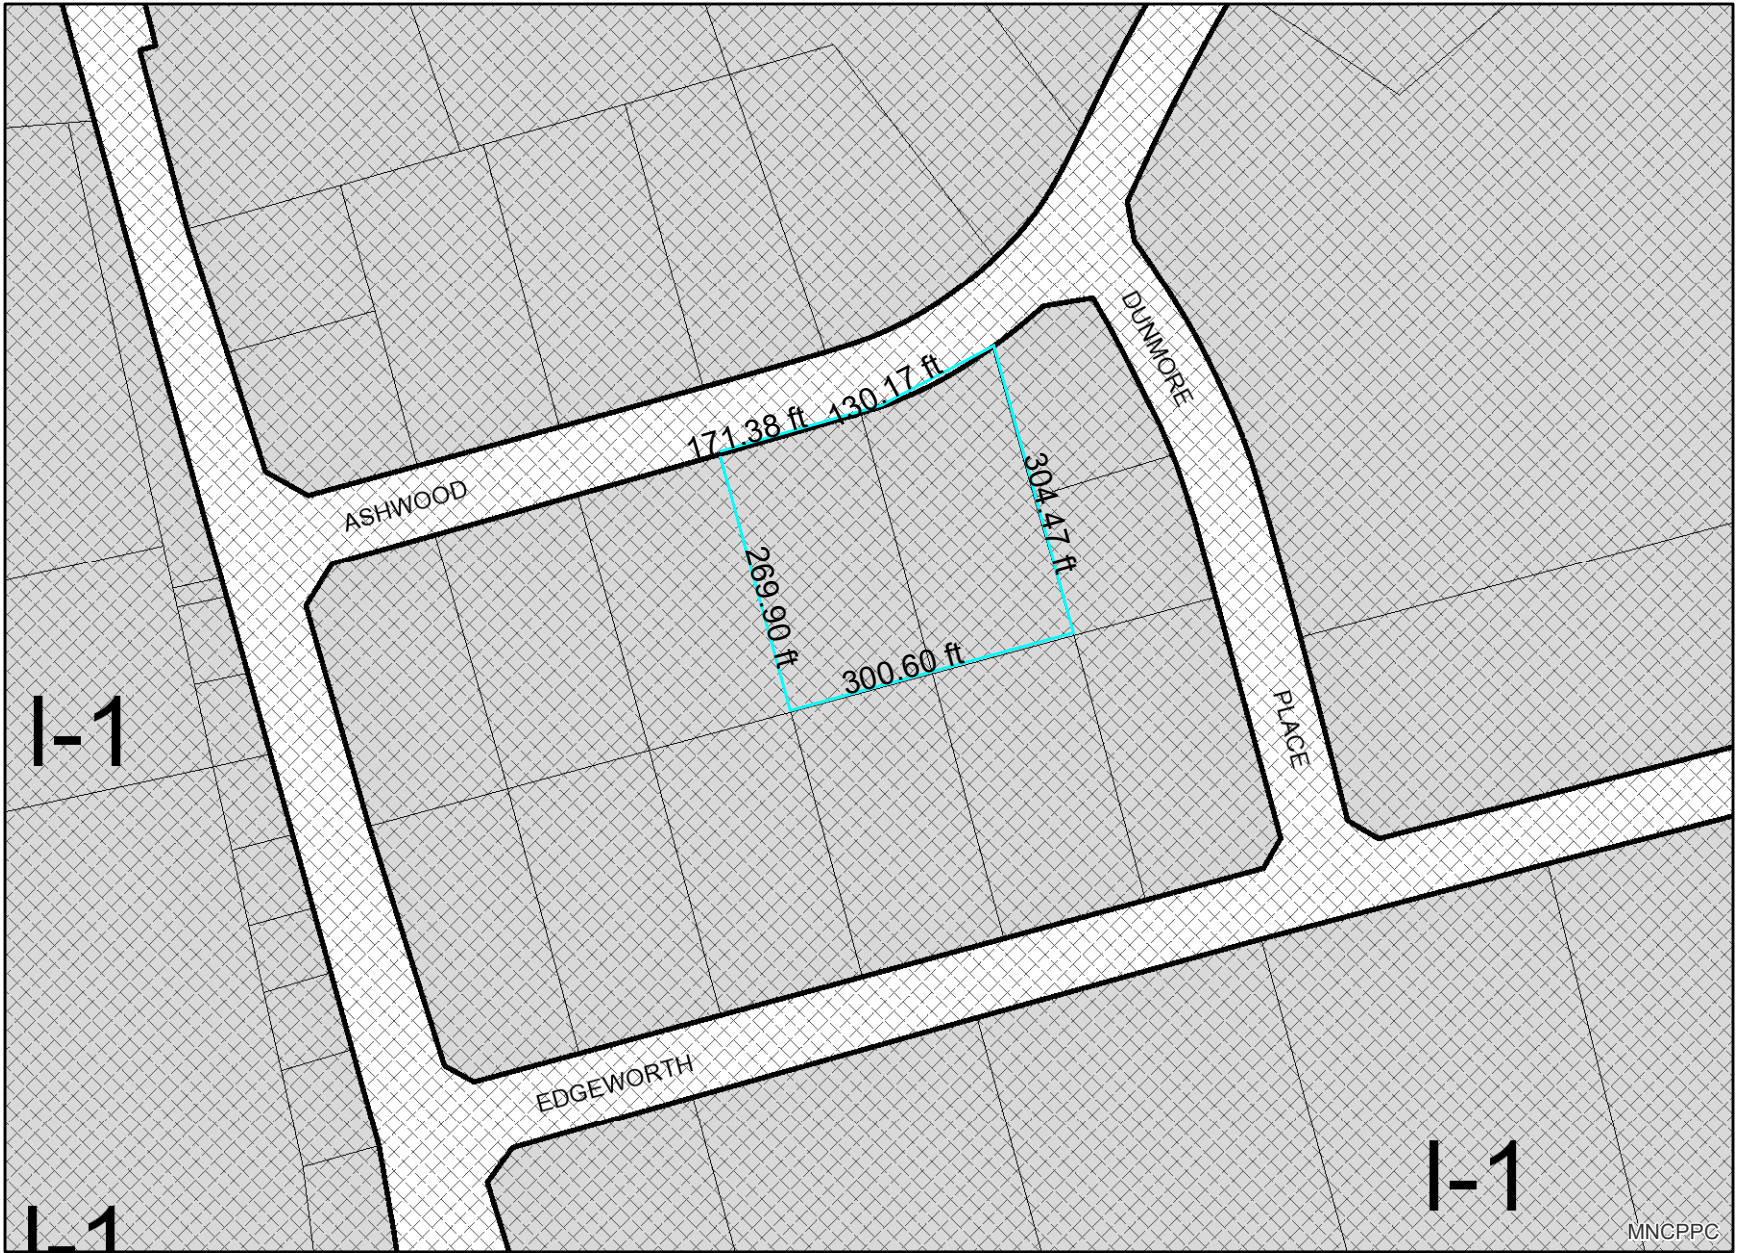 DUNMORE
171.38 ft
130.17 ft
ASHWOOD
304.47 ft
269.90 ft
300.60 ft
I-1
PLACE
EDGEWORTH
I-1
I-1
MNCPPC